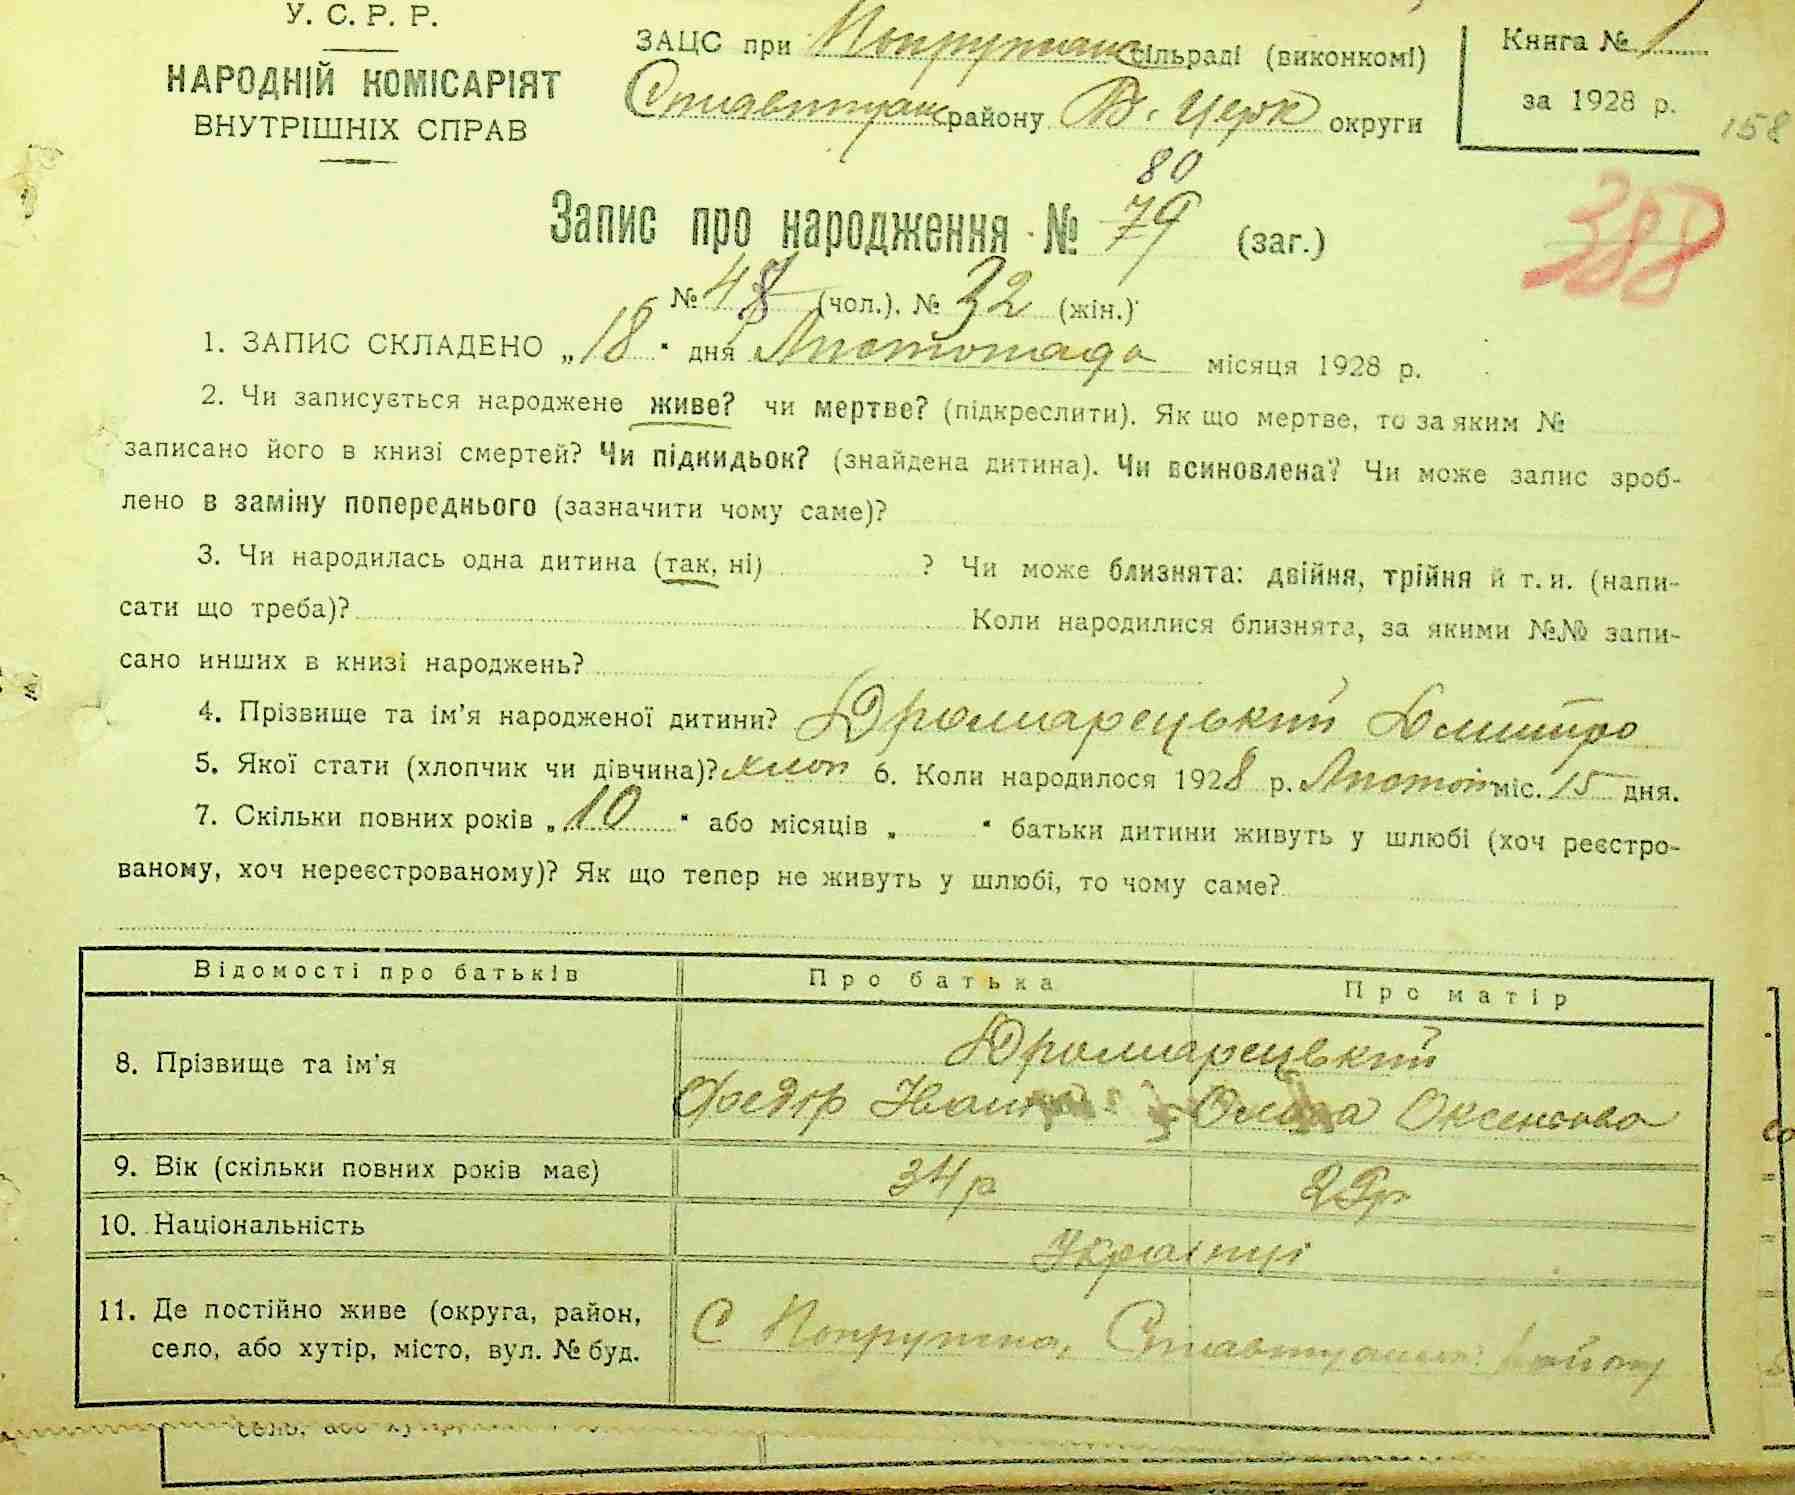 У. С. Р. Р.
НАРОДНІЙ КОМІСАРІЯТ
ВНУТРІШНІХ СПРАВ
ЗАЦС при сільраді (виконкомі)
району Б. Церк округи
Книга № 1
за 1928 р.
158
80
Запис про народження № 79 (заг.)
388
№ 48 (чол.). № 32 (жін.)
1. ЗАПИС СКЛАДЕНО „18" дня Листопада місяця 1928 р.
2. Чи записується народжене живе? чи мертве? (підкреслити). Як що мертве, то за яким №
записано його в книзі смертей? Чи підкидьок? (знайдена дитина). Чи всиновлена? Чи може запис зроб-
лено в заміну попереднього (зазначити чому саме)?
3. Чи народилась одна дитина (так, ні) ? Чи може близнята: двійня, трійня й т. и. (напи-
сати що треба)? Коли народилися близнята, за якими №№ запи-
сано инших в книзі народжень?
4. Прізвище та ім'я народженої дитини? Дромарецький Дмитро
5. Якої стати (хлопчик чи дівчина)? хлоп 6. Коли народилося 1928 р. Листоп міс. 15 дня.
7. Скільки повних років „10" або місяців „ " батьки дитини живуть у шлюбі (хоч реєстро-
ваному, хоч нереєстрованому)? Як що тепер не живуть у шлюбі, то чому саме?
Відомості про батьків Про батька Про матір
Дромарецький
8. Прізвище та ім'я
Федір Іван Ольга Оксентова
9. Вік (скільки повних років має) 34 р 29 р
10. Національність Українці
11. Де постійно живе (округа, район, С
село, або хутір, місто, вул. № буд. району